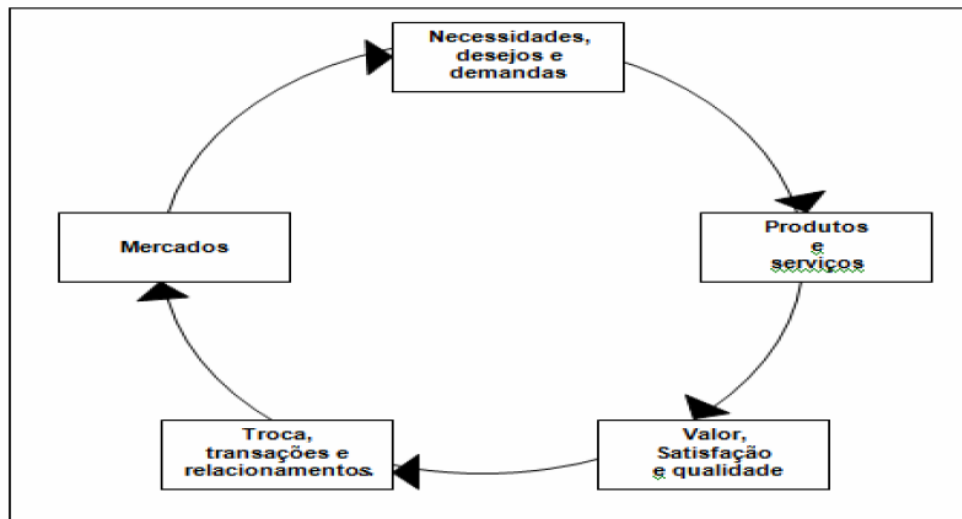 Necessidades,
desejos e
demandas
Produtos
e
serviços
Valor,
Satisfação
e qualidade
Troca,
transações e
relacionamentos.
Mercados